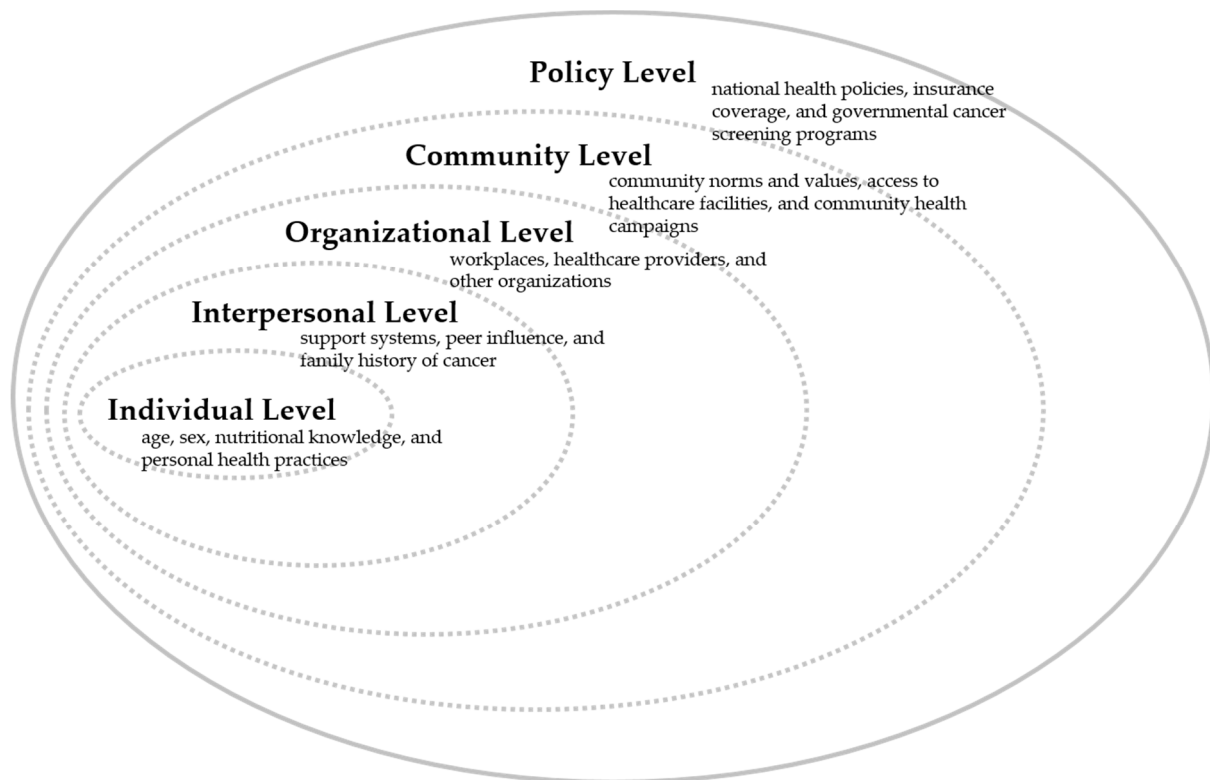 Policy Level
national health policies, insurance
coverage, and governmental cancer
screening programs
Community Level
community norms and values, access to
healthcare facilities, and community health
campaigns
Organizational Level
workplaces, healthcare providers, and
other organizations
Interpersonal Level
support systems, peer influence, and
family history of cancer
Individual Level
age, sex, nutritional knowledge, and
personal health practices